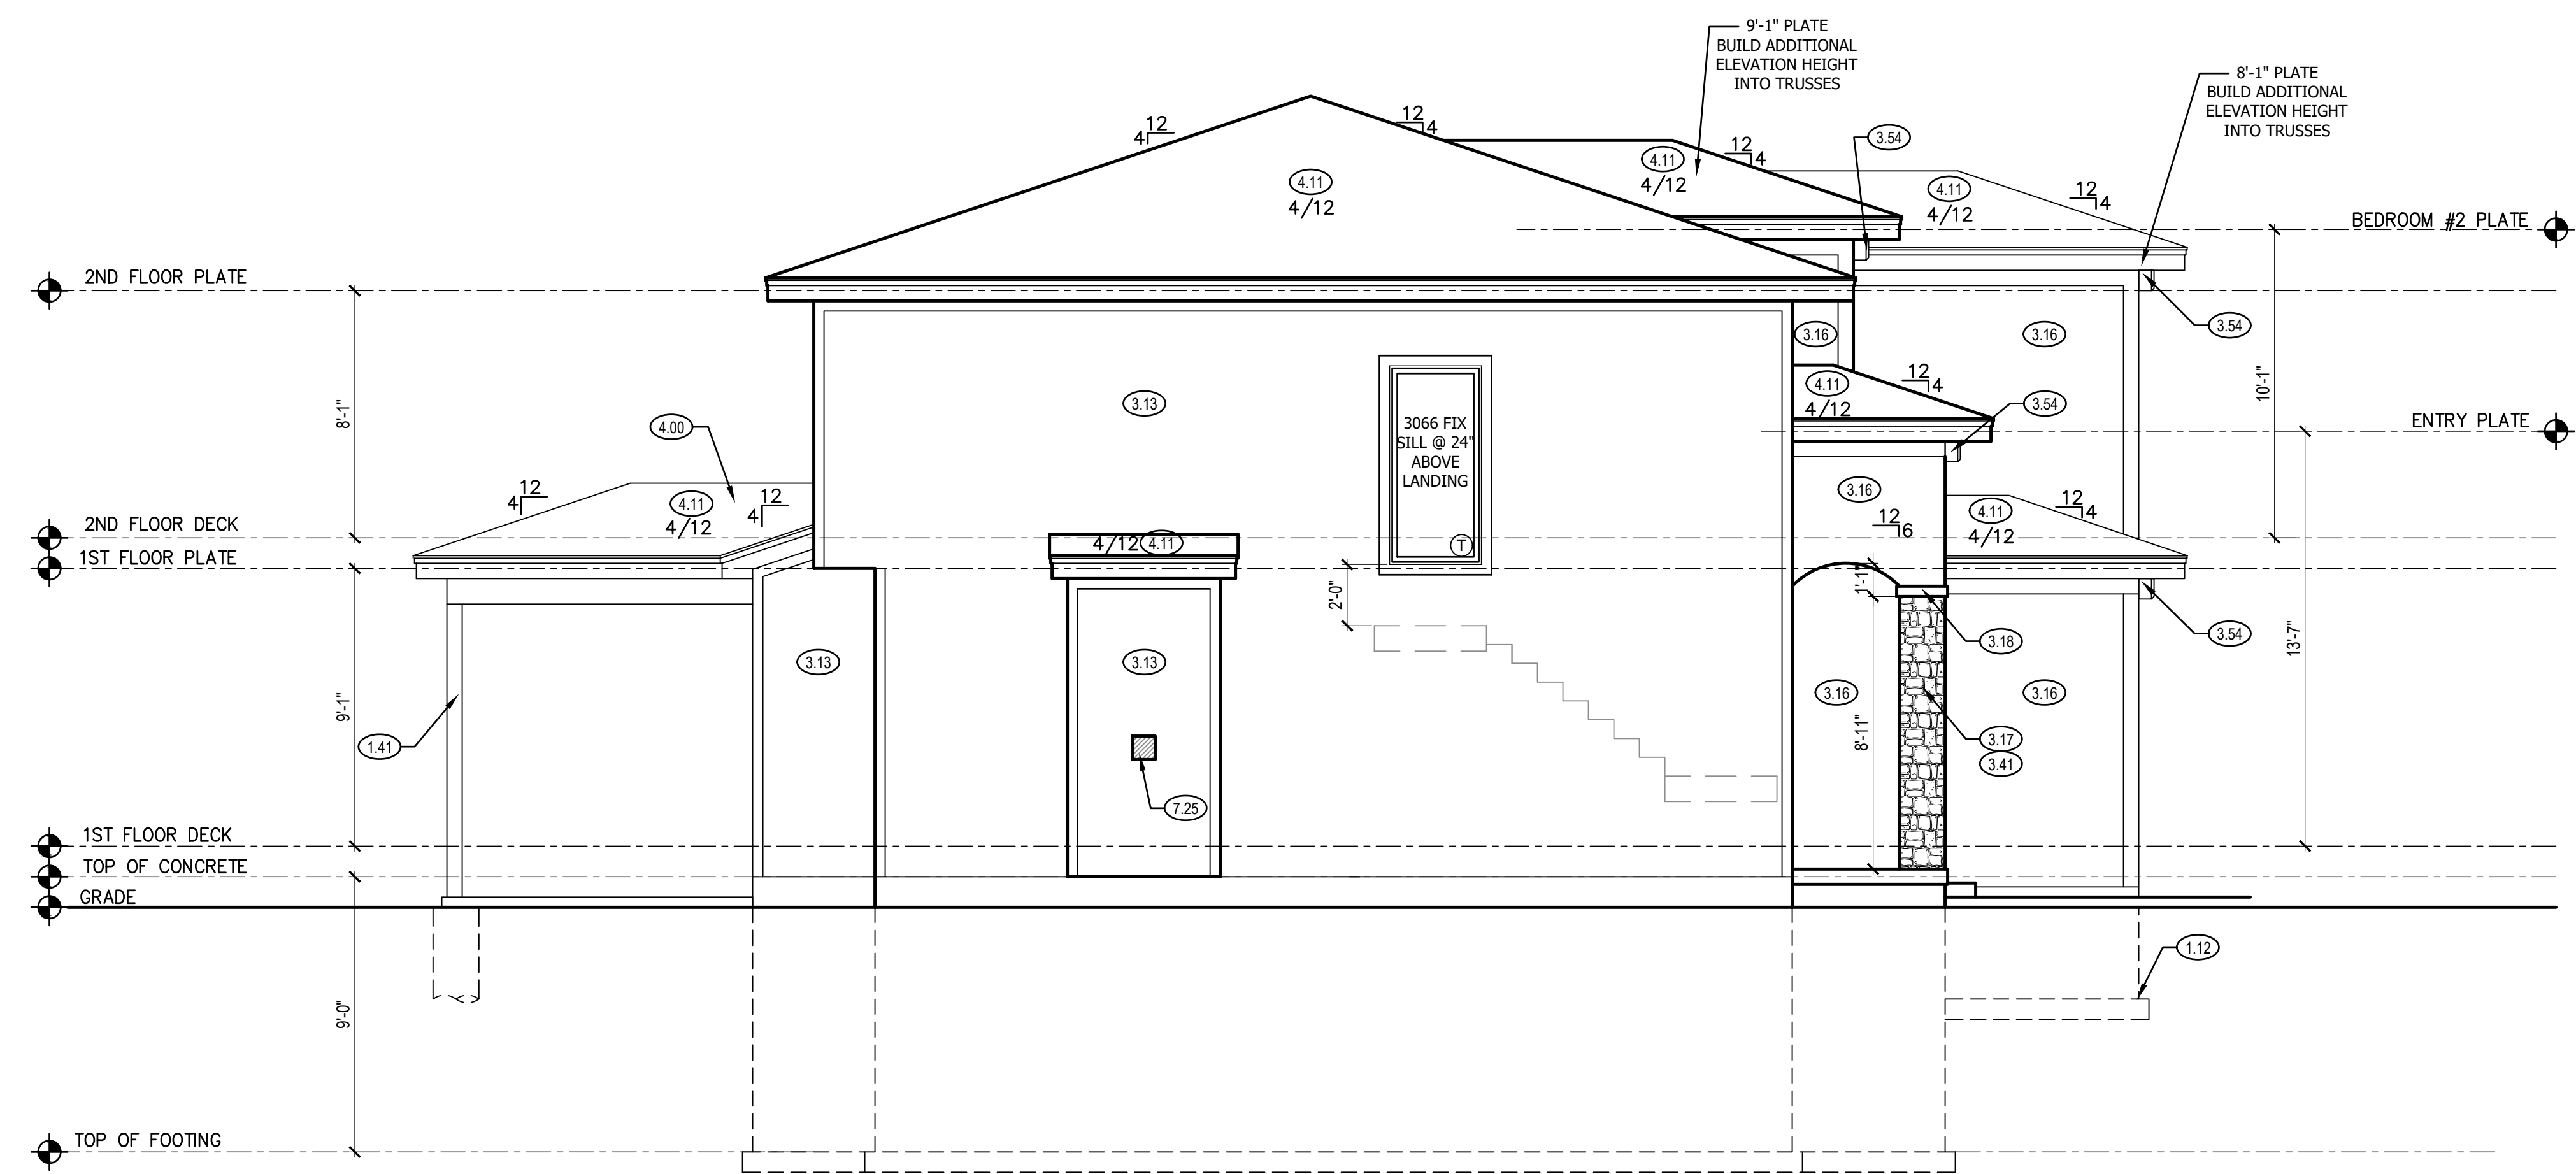 9'-1" PLATE
BUILD ADDITIONAL
ELEVATION HEIGHT
INTO TRUSSES
8'-1" PLATE
BUILD ADDITIONAL
ELEVATION HEIGHT
INTO TRUSSES
12
4
12
4
3.54
12
4
4.11
4/12
4.11
4/12
4.11
4/12
12
4
BEDROOM #2 PLATE
2ND FLOOR PLATE
3.16
3.16
3.54
8'-1"
10'-1"
3.13
4.11
4/12
12
4
3.54
4.00
3066 FIX
SILL @ 24"
ABOVE
LANDING
T
ENTRY PLATE
12
4
4.11
4/12
12
4
3.16
12
6
4.11
4/12
12
4
2ND FLOOR DECK
4/12 4.11
1ST FLOOR PLATE
2'-0"
1'-1"
3.54
3.18
13'-7"
3.13
3.13
3.16
3.16
9'-1"
1.41
8'-11"
3.17
3.41
7.25
1ST FLOOR DECK
TOP OF CONCRETE
GRADE
1.12
9'-0"
TOP OF FOOTING